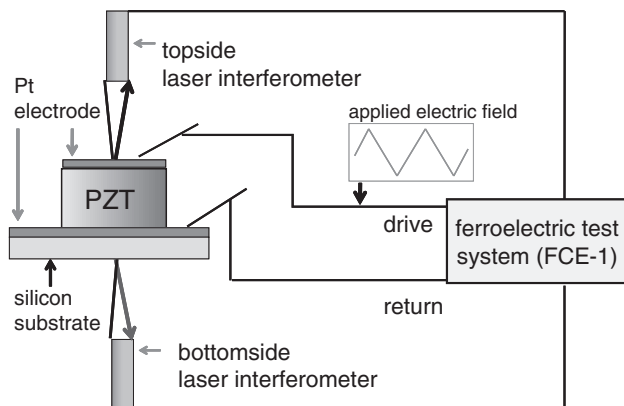 topside
laser interferometer
Pt
electrode
applied electric field
PZT
drive
ferroelectric test
system (FCE-1)
silicon
substrate
return
bottomside
laser interferometer